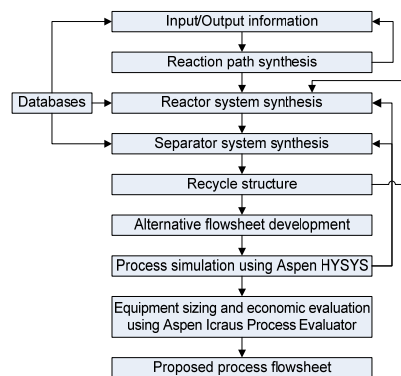 Input/Output information
Reaction path synthesis
Databases
Reactor system synthesis
Separator system synthesis
Recycle structure
Alternative flowsheet development
Process simulation using Aspen HYSYS
Equipment sizing and economic evaluation
using Aspen Icraus Process Evaluator
Proposed process flowsheet